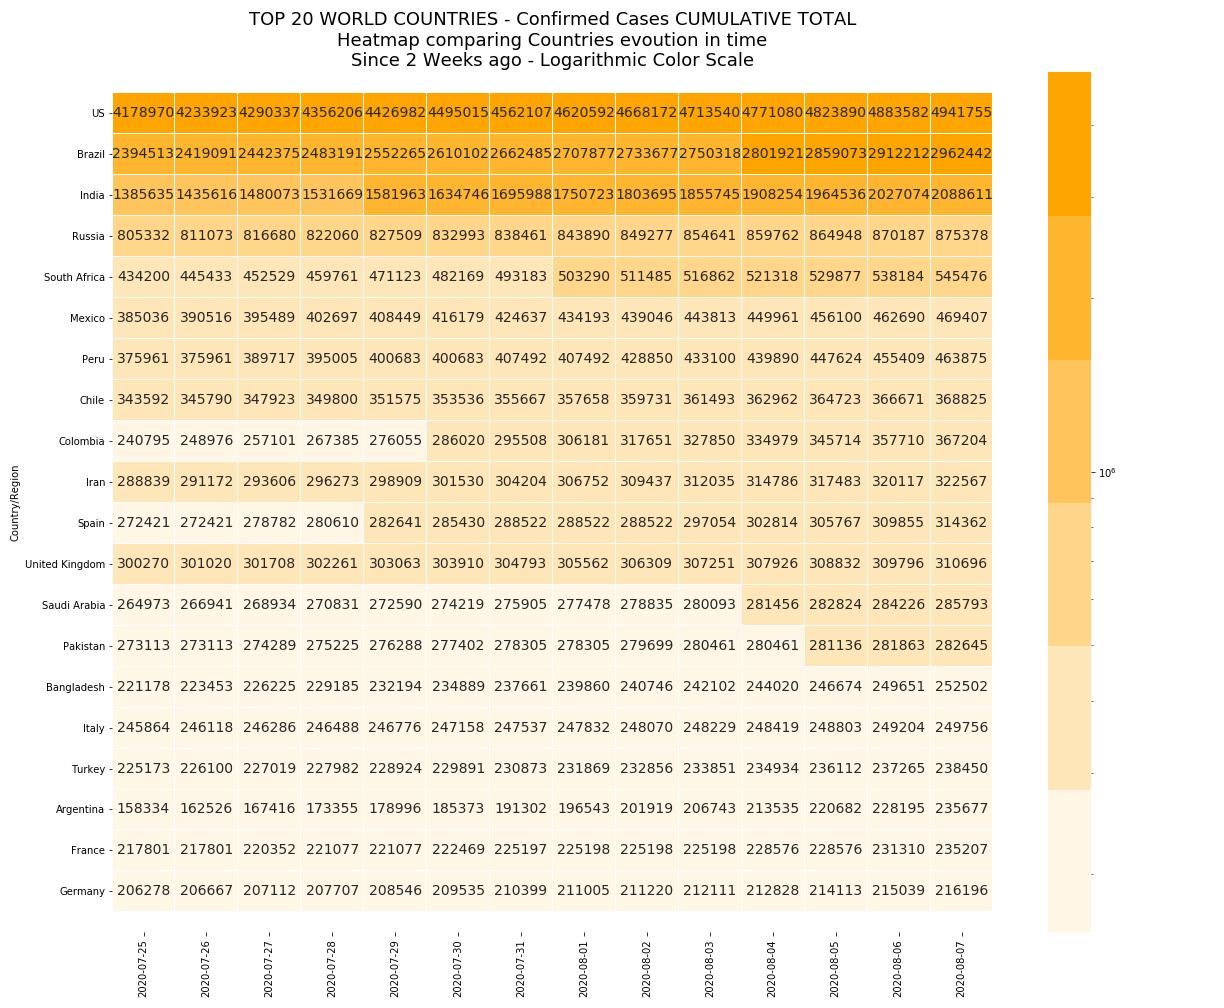 TOP 20 WORLD COUNTRIES - Confirmed Cases CUMULATIVE TOTAL
Heatmap comparing Countries evoution in time
Since 2 Weeks ago - Logarithmic Color Scale
US 4178970 4233923 4290337 4356206 4426982 4495015 4562107 4620592 4668172 4713540 4771080 4823890 4883582 4941755
Brazil 2394513 2419091 2442375 2483191 2552265 2610102 2662485 2707877 2733677 2750318 2801921 2859073 2912212 2962442
India 1385635 1435616 1480073 1531669 1581963 1634746 1695988 1750723 1803695 1855745 1908254 1964536 2027074 2088611
Russia 805332 811073 816680 822060 827509 832993 838461 843890 849277 854641 859762 864948 870187 875378
South Africa 434200 445433 452529 459761 471123 482169 493183 503290 511485 516862 521318 529877 538184 545476
Mexico 385036 390516 395489 402697 408449 416179 424637 434193 439046 443813 449961 456100 462690 469407
Peru 375961 375961 389717 395005 400683 400683 407492 407492 428850 433100 439890 447624 455409 463875
Chile 343592 345790 347923 349800 351575 353536 355667 357658 359731 361493 362962 364723 366671 368825
Colombia 240795 248976 257101 267385 276055 286020 295508 306181 317651 327850 334979 345714 357710 367204
Iran 288839 291172 293606 296273 298909 301530 304204 306752 309437 312035 314786 317483 320117 322567
Spain 272421 272421 278782 280610 282641 285430 288522 288522 288522 297054 302814 305767 309855 314362
United Kingdom 300270 301020 301708 302261 303063 303910 304793 305562 306309 307251 307926 308832 309796 310696
Saudi Arabia 264973 266941 268934 270831 272590 274219 275905 277478 278835 280093 281456 282824 284226 285793
Pakistan 273113 273113 274289 275225 276288 277402 278305 278305 279699 280461 280461 281136 281863 282645
Bangladesh 221178 223453 226225 229185 232194 234889 237661 239860 240746 242102 244020 246674 249651 252502
Italy 245864 246118 246286 246488 246776 247158 247537 247832 248070 248229 248419 248803 249204 249756
Turkey 225173 226100 227019 227982 228924 229891 230873 231869 232856 233851 234934 236112 237265 238450
Argentina 158334 162526 167416 173355 178996 185373 191302 196543 201919 206743 213535 220682 228195 235677
France 217801 217801 220352 221077 221077 222469 225197 225198 225198 225198 228576 228576 231310 235207
Germany 206278 206667 207112 207707 208546 209535 210399 211005 211220 212111 212828 214113 215039 216196
2020-07-25 2020-07-26 2020-07-27 2020-07-28 2020-07-29 2020-07-30 2020-07-31 2020-08-01 2020-08-02 2020-08-03 2020-08-04 2020-08-05 2020-08-06 2020-08-07
Country/Region
10⁶